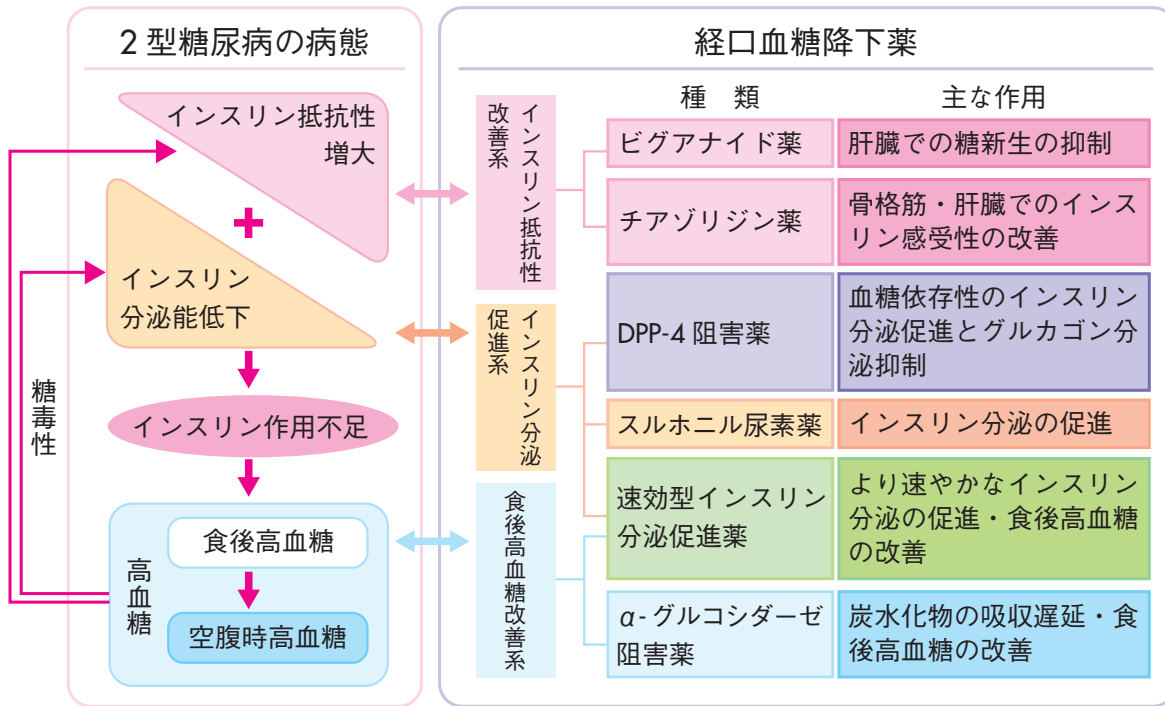 2型糖尿病の病態
インスリン抵抗性
増大
インスリン
分泌能低下
インスリン作用不足
糖毒性
高血糖
食後高血糖
空腹時高血糖
経口血糖降下薬
種　類
主な作用
インスリン抵抗性
改善系
ビグアナイド薬
肝臓での糖新生の抑制
チアゾリジン薬
骨格筋・肝臓でのインス
リン感受性の改善
インスリン分泌
促進系
DPP-4 阻害薬
血糖依存性のインスリン
分泌促進とグルカゴン分
泌抑制
スルホニル尿素薬
インスリン分泌の促進
食後高血糖改善系
速効型インスリン
分泌促進薬
より速やかなインスリン
分泌の促進・食後高血糖
の改善
α-グルコシダーゼ
阻害薬
炭水化物の吸収遅延・食
後高血糖の改善